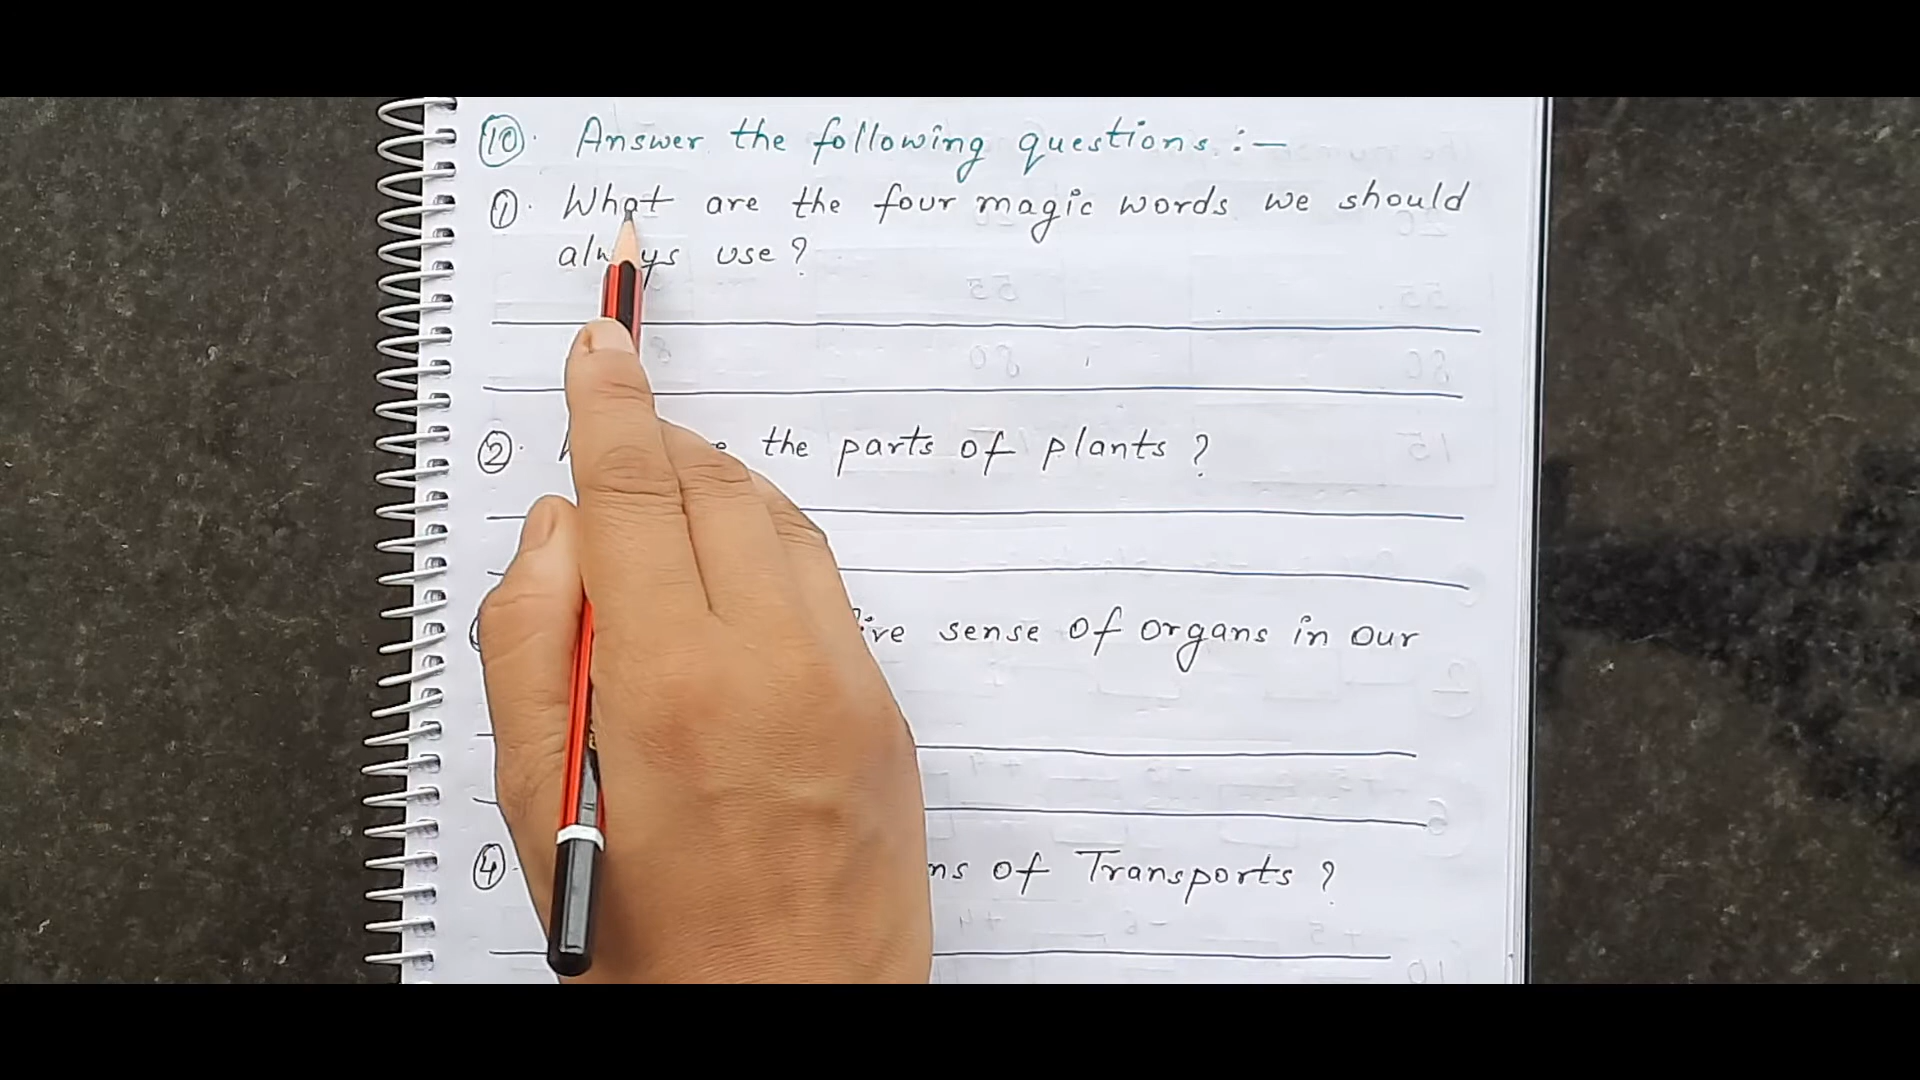 10. Answer the following questions :-
1. What are the four magic words we should
always use?
2. the parts of plants ?
sense of organs in our
4. of Transports ?